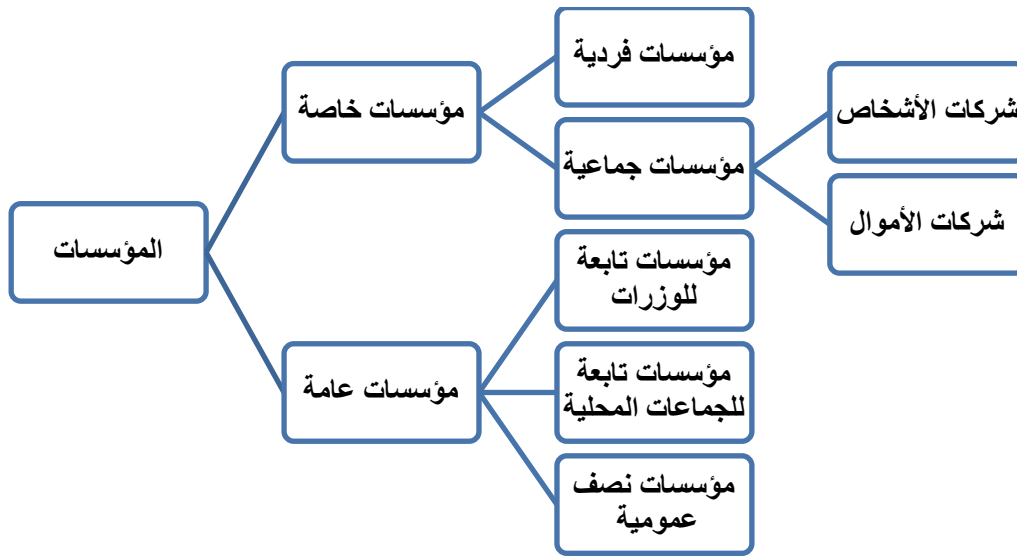 المؤسسات
مؤسسات خاصة
مؤسسات فردية
مؤسسات جماعية
شركات الأشخاص
شركات الأموال
مؤسسات عامة
مؤسسات تابعة
للوزرات
مؤسسات تابعة
للجماعات المحلية
مؤسسات نصف
عمومية